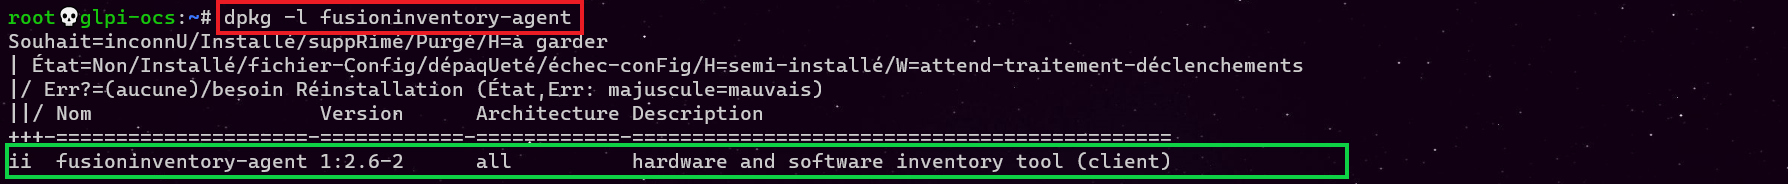 root💀glpi-ocs:~# dpkg -l fusioninventory-agent
Souhait=inconnU/Installé/suppRimé/Purgé/H=à garder
| État=Non/Installé/fichier-Config/dépaqUeté/échec-conFig/H=semi-installé/W=attend-traitement-déclenchements
|/ Err?=(aucune)/besoin Réinstallation (État,Err: majuscule=mauvais)
||/ Nom                   Version      Architecture Description
+++-=====================-============-============-=============================================
ii  fusioninventory-agent 1:2.6-2      all          hardware and software inventory tool (client)